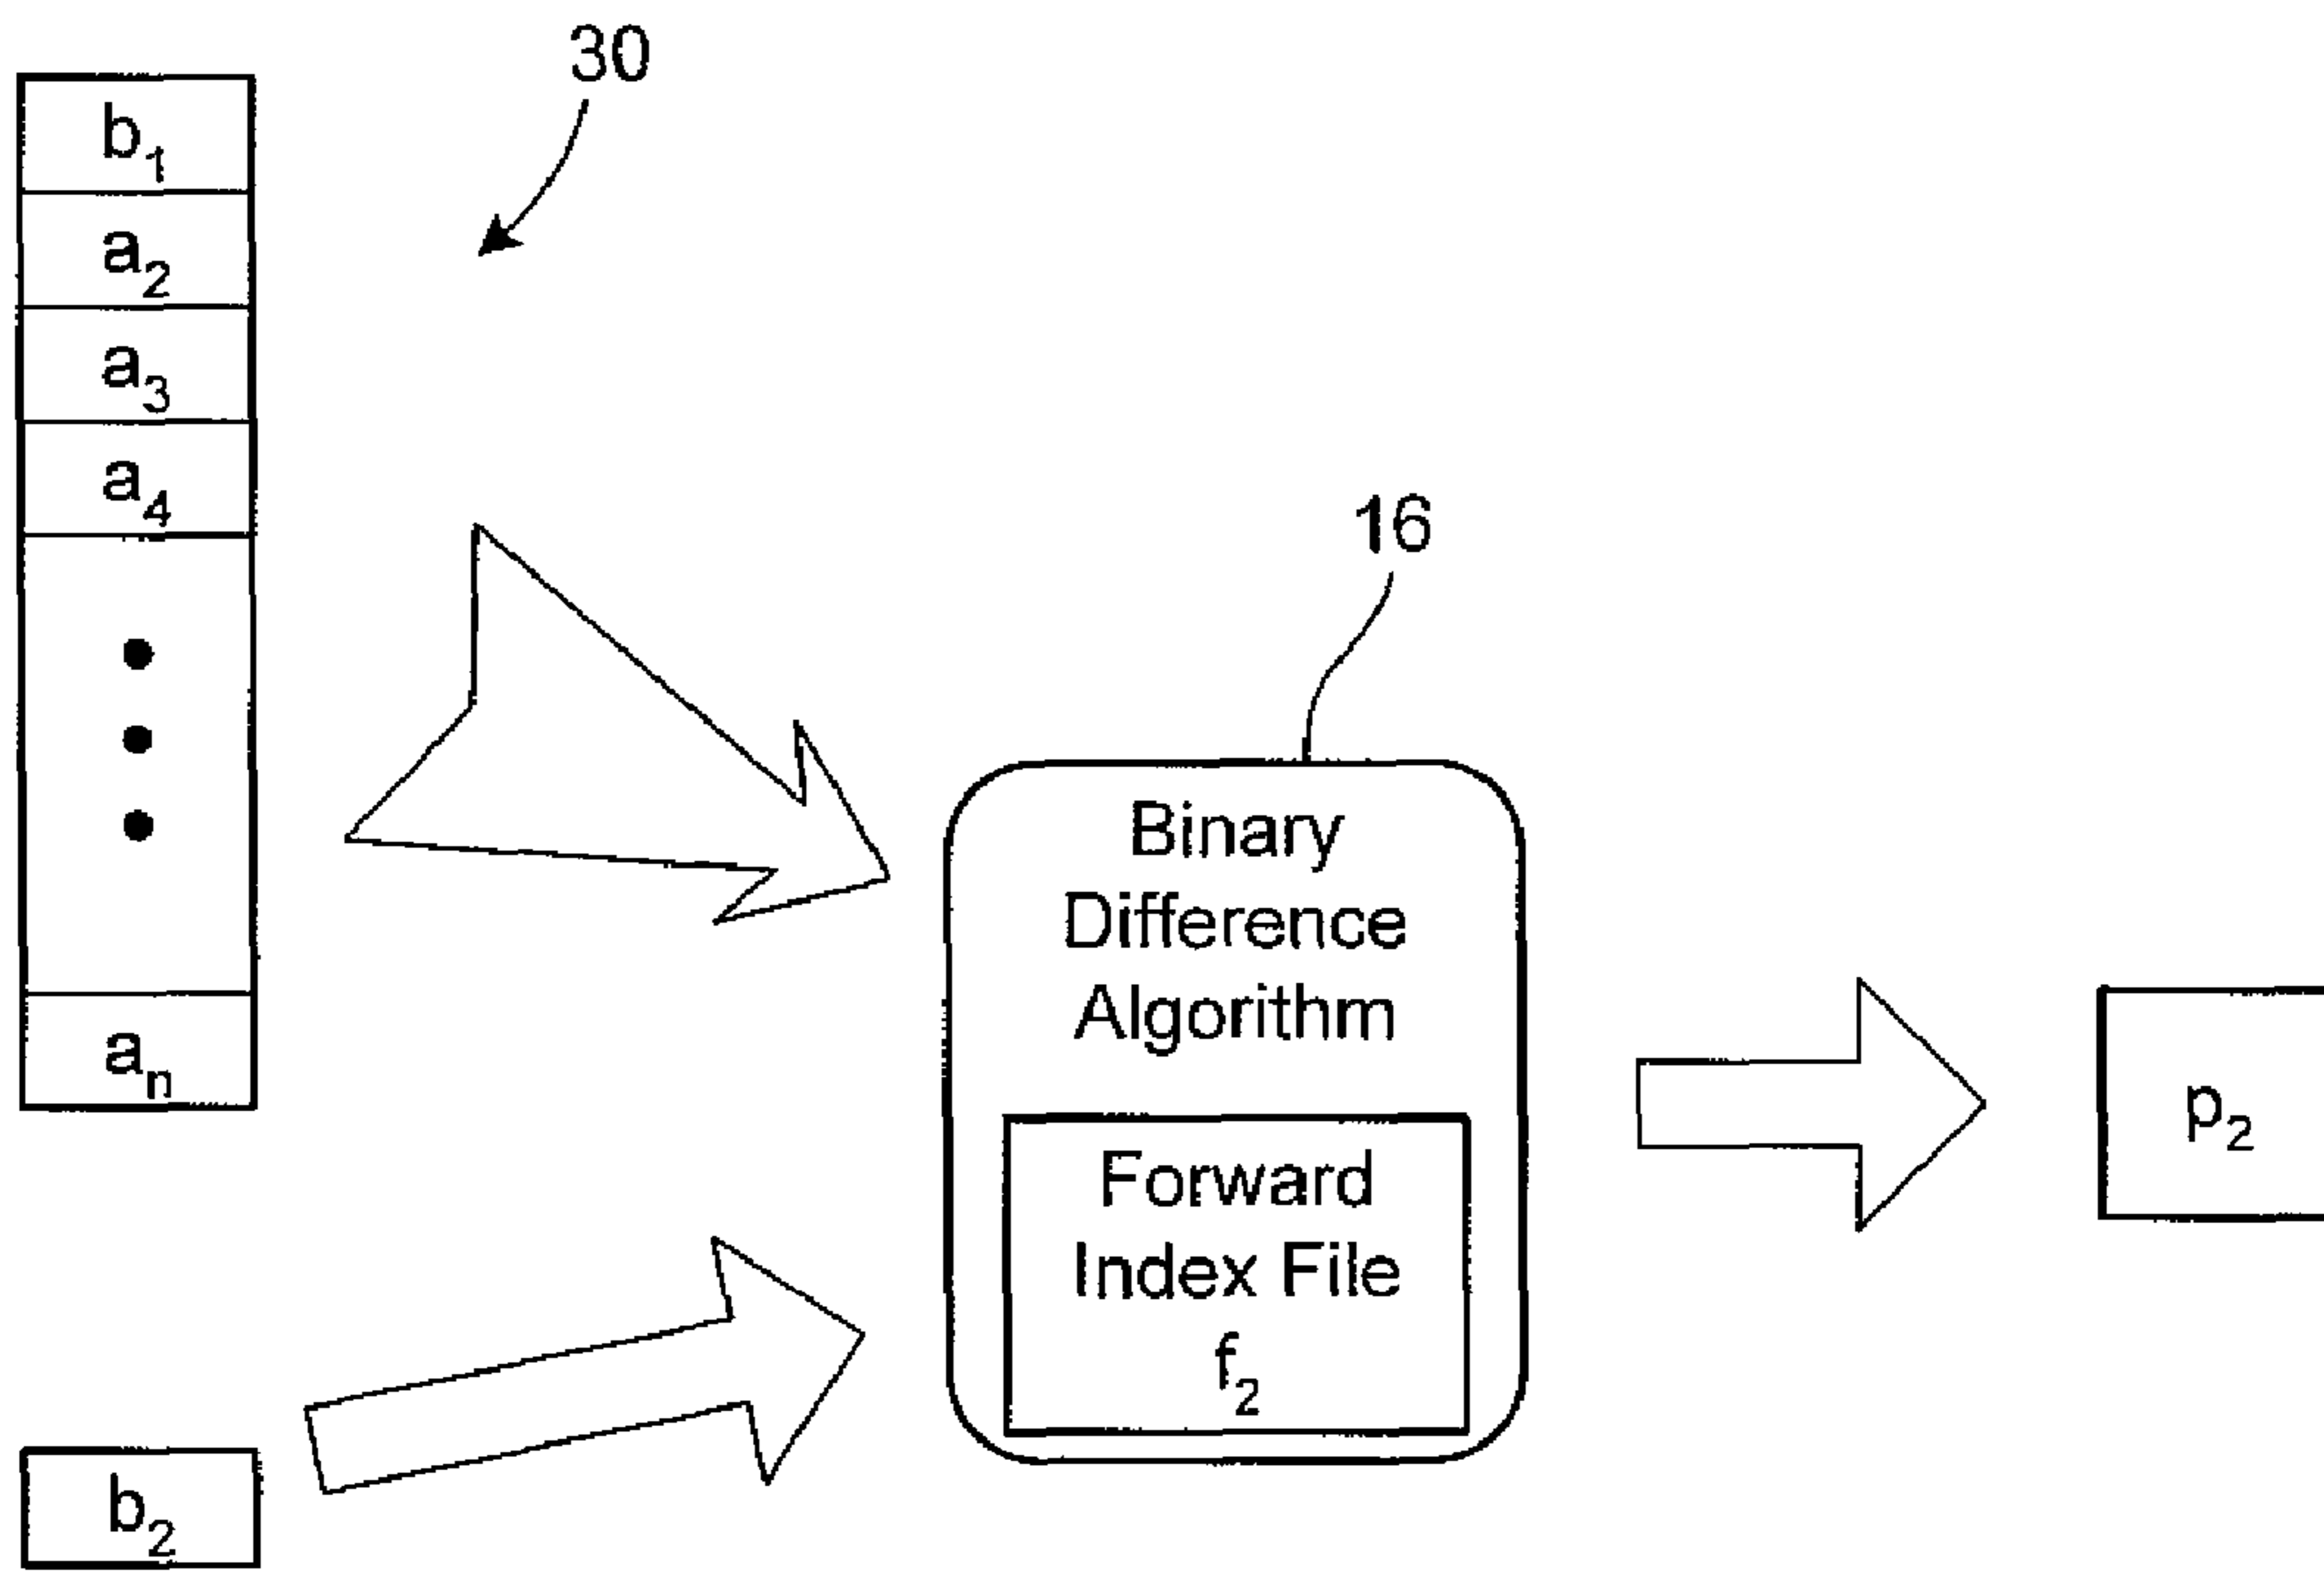 30
b₁
a₂
a₃
a₄
aₙ
b₂
16
Binary
Difference
Algorithm
Forward
Index File
f₂
p₂